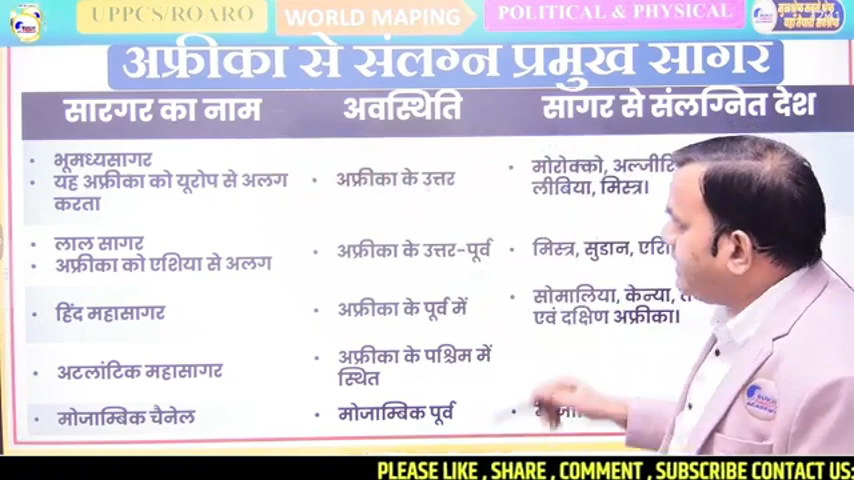 UPPCS/ROARO
WORLD MAPING
POLITICAL & PHYSICAL
अफ्रीका से संलग्न प्रमुख सागर
सारगर का नाम
अवस्थिति
सागर से संलग्नित देश
• भूमध्यसागर
• यह अफ्रीका को यूरोप से अलग
करता
• अफ्रीका के उत्तर
• मोरोक्को,
लीबिया, मिस्त्र।
• लाल सागर
• अफ्रीका को एशिया से अलग
• अफ्रीका के उत्तर-पूर्व
• मिस्त्र, सुडान,
• हिंद महासागर
• अफ्रीका के पूर्व में
• सोमालिया, केन्या,
एवं दक्षिण अफ्रीका।
• अटलांटिक महासागर
• अफ्रीका के पश्चिम में
स्थित
• मोजाम्बिक चैनेल
• मोजाम्बिक पूर्व
PLEASE LIKE , SHARE , COMMENT , SUBSCRIBE CONTACT US: